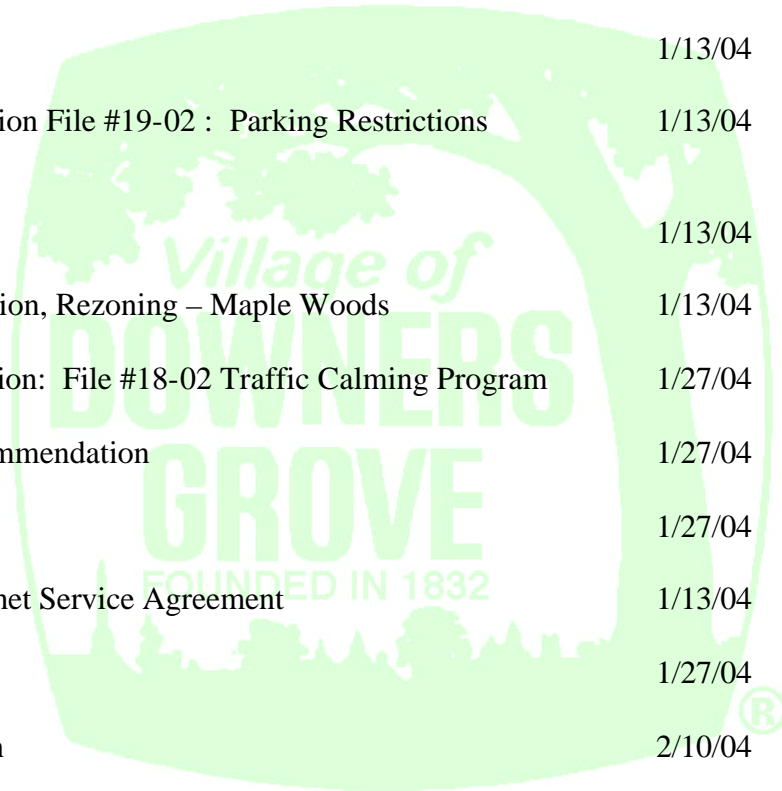 1/13/04
ion File #19-02 : Parking Restrictions 1/13/04
1/13/04
Village of
ion, Rezoning – Maple Woods 1/13/04
DOWNERS
ion: File #18-02 Traffic Calming Program 1/27/04
mmendation 1/27/04
GROVE
1/27/04
FOUNDED IN 1832
net Service Agreement 1/13/04
1/27/04
®
2/10/04